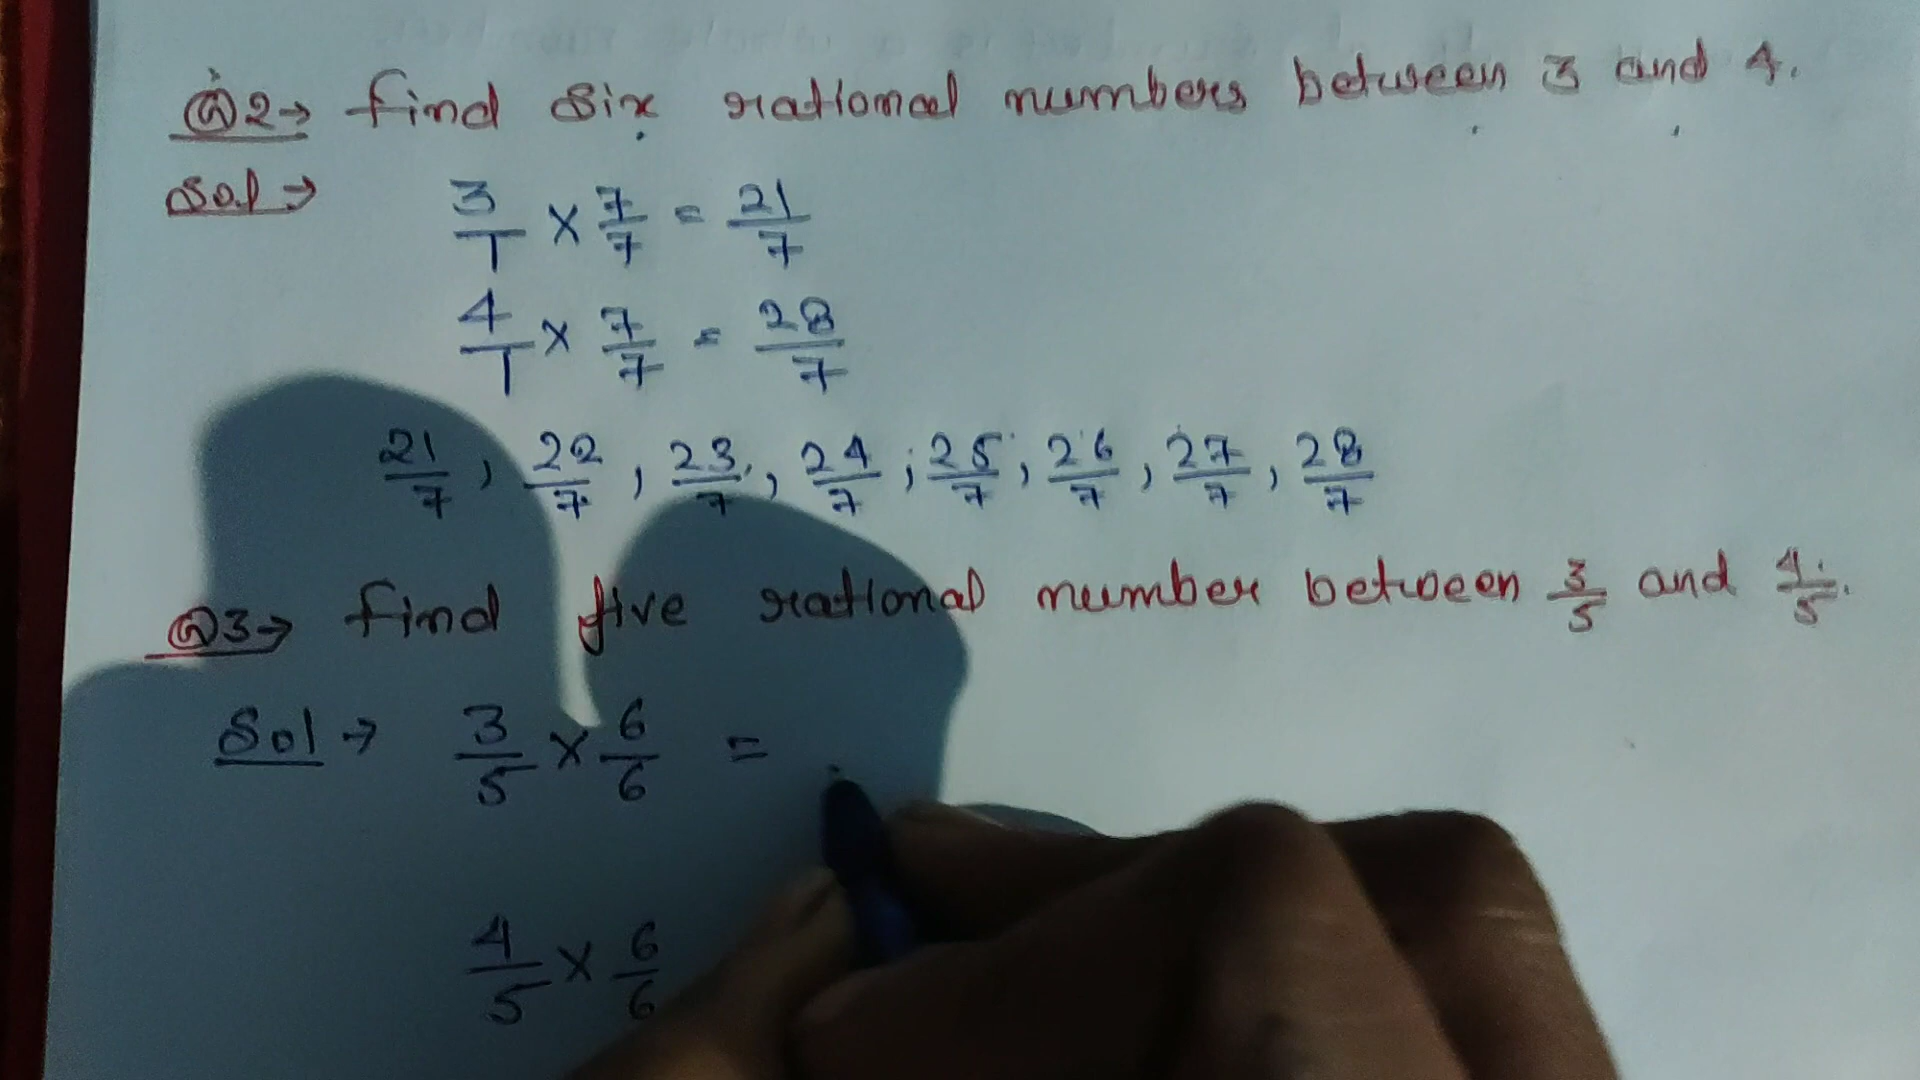 Q2→ find six rational numbers between 3 and 4.
Sol→ 3/1 × 7/7 = 21/7
4/1 × 7/7 = 28/7
21/7, 22/7, 23/7, 24/7, 25/7, 26/7, 27/7, 28/7
Q3→ find five rational number between 3/5 and 4/5.
Sol→ 3/5 × 6/6 =
4/5 × 6/6